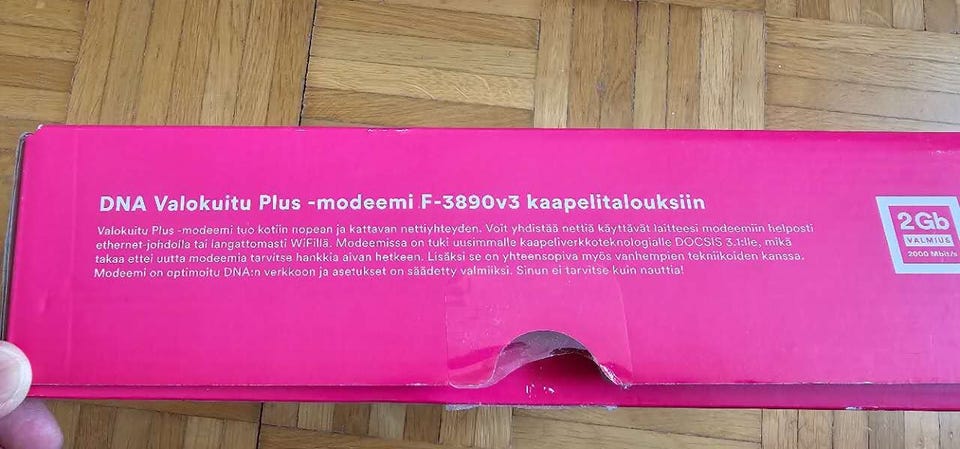 DNA Valokuitu Plus -modeemi F-3890v3 kaapelitalouksiin
Valokuitu Plus -modeemi tuo kotiin nopean ja kattavan nettiyhteyden. Voit yhdistää nettiä käyttävät laitteesi modeemiin helposti
ethernet-johdolla tai langattomasti WiFillä. Modeemissa on tuki uusimmalle kaapeliverkkoteknologialle DOCSIS 3.1:lle, mikä
takaa ettei uutta modeemia tarvitse hankkia aivan hetkeen. Lisäksi se on yhteensopiva myös vanhempien tekniikoiden kanssa.
Modeemi on optimoitu DNA:n verkkoon ja asetukset on säädetty valmiiksi. Sinun ei tarvitse kuin nauttia!
2Gb
VALMIUS
2000 Mbit/s